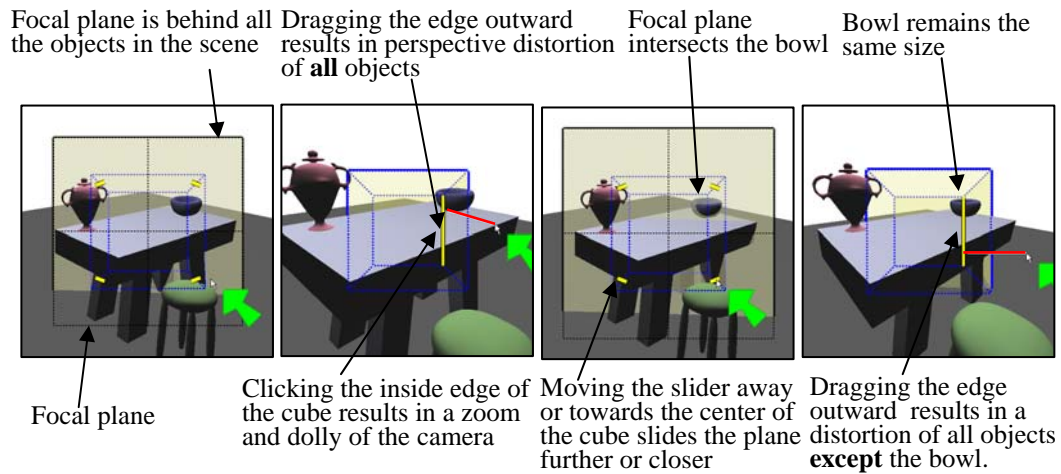 Focal plane is behind all
the objects in the scene
Dragging the edge outward
results in perspective distortion
of all objects
Focal plane
intersects the bowl
Bowl remains the
same size
Focal plane
Clicking the inside edge of
the cube results in a zoom
and dolly of the camera
Moving the slider away
or towards the center of
the cube slides the plane
further or closer
Dragging the edge
outward results in a
distortion of all objects
except the bowl.